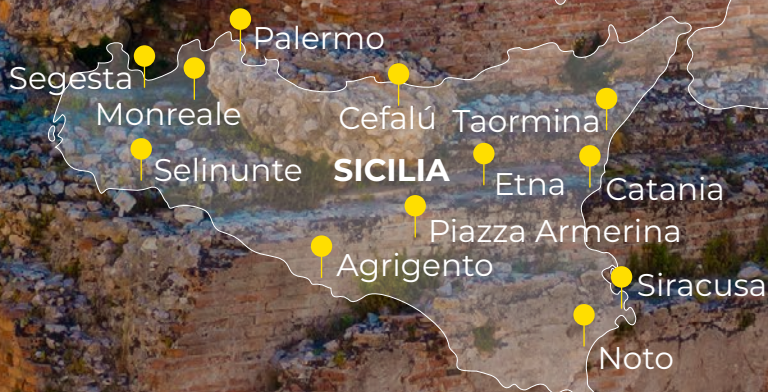 Palermo
Segesta
Monreale
Cefalú
Taormina
Selinunte
SICILIA
Etna
Catania
Piazza Armerina
Agrigento
Siracusa
Noto